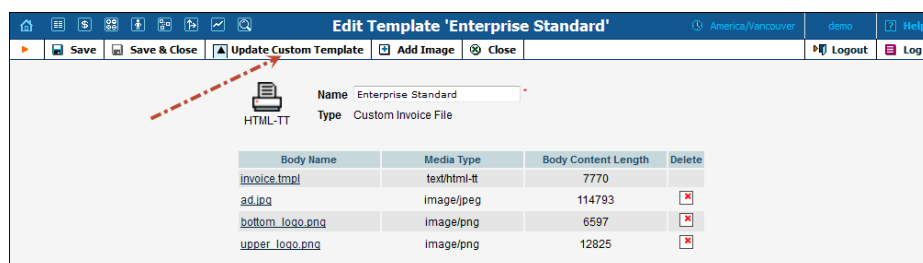 Edit Template 'Enterprise Standard' America/Vancouver demo Help
Save Save & Close Update Custom Template Add Image Close Logout Log
Name Enterprise Standard *
HTML-TT Type Custom Invoice File
Body Name Media Type Body Content Length Delete
invoice.tmpl text/html-tt 7770
ad.jpg image/jpeg 114793
bottom_logo.png image/png 6597
upper_logo.png image/png 12825